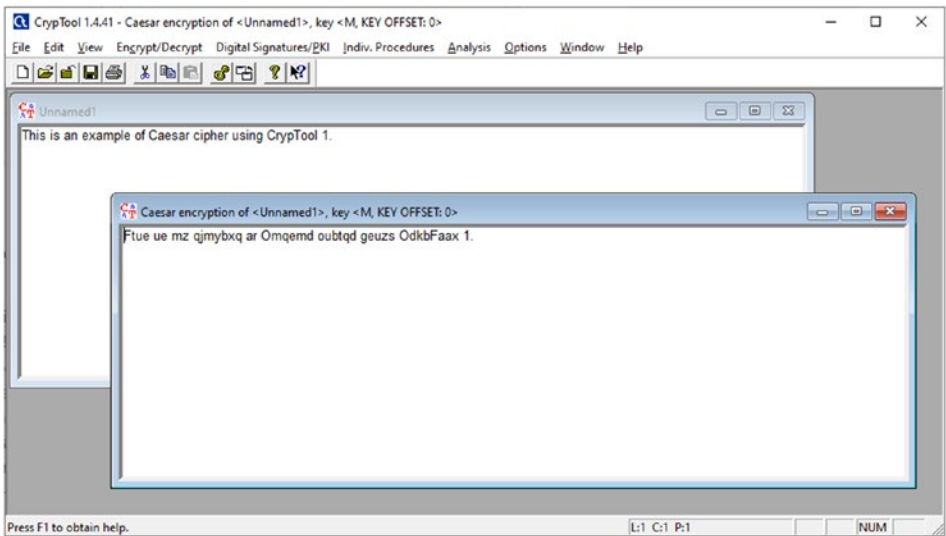 CrypTool 1.4.41 - Caesar encryption of <Unnamed1>, key <M, KEY OFFSET: 0>
File Edit View Encrypt/Decrypt Digital Signatures/PKI Indiv. Procedures Analysis Options Window Help
Unnamed1
This is an example of Caesar cipher using CrypTool 1.
Caesar encryption of <Unnamed1>, key <M, KEY OFFSET: 0>
Ftue ue mz qjmybxq ar Omqemd oubtqd geuzs OdkbFaax 1.
Press F1 to obtain help. L:1 C:1 P:1 NUM